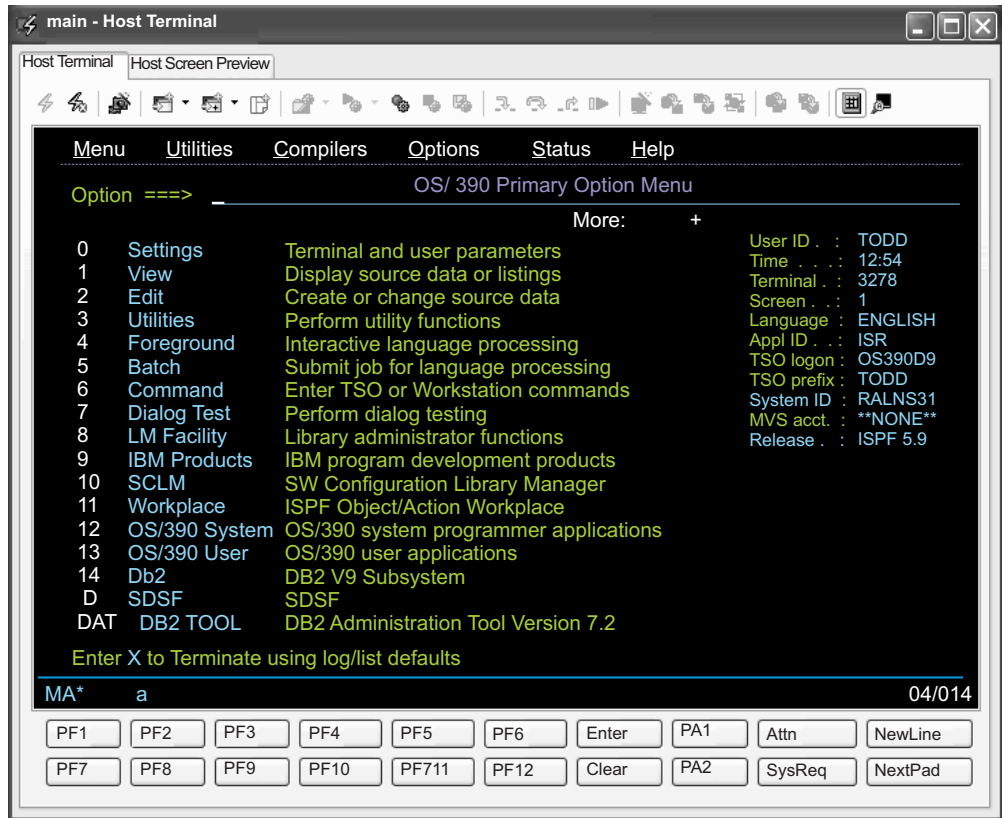 main - Host Terminal
Host Terminal Host Screen Preview
Menu Utilities Compilers Options Status Help
OS/ 390 Primary Option Menu
Option ===> _
More: +
0 Settings Terminal and user parameters
1 View Display source data or listings
2 Edit Create or change source data
3 Utilities Perform utility functions
4 Foreground Interactive language processing
5 Batch Submit job for language processing
6 Command Enter TSO or Workstation commands
7 Dialog Test Perform dialog testing
8 LM Facility Library administrator functions
9 IBM Products IBM program development products
10 SCLM SW Configuration Library Manager
11 Workplace ISPF Object/Action Workplace
12 OS/390 System OS/390 system programmer applications
13 OS/390 User OS/390 user applications
14 Db2 DB2 V9 Subsystem
D SDSF SDSF
DAT DB2 TOOL DB2 Administration Tool Version 7.2
User ID . : TODD
Time . . . : 12:54
Terminal . : 3278
Screen . . : 1
Language : ENGLISH
Appl ID . . : ISR
TSO logon : OS390D9
TSO prefix : TODD
System ID : RALNS31
MVS acct. : **NONE**
Release . : ISPF 5.9
Enter X to Terminate using log/list defaults
MA* a 04/014
PF1 PF2 PF3 PF4 PF5 PF6 Enter PA1 Attn NewLine
PF7 PF8 PF9 PF10 PF711 PF12 Clear PA2 SysReq NextPad